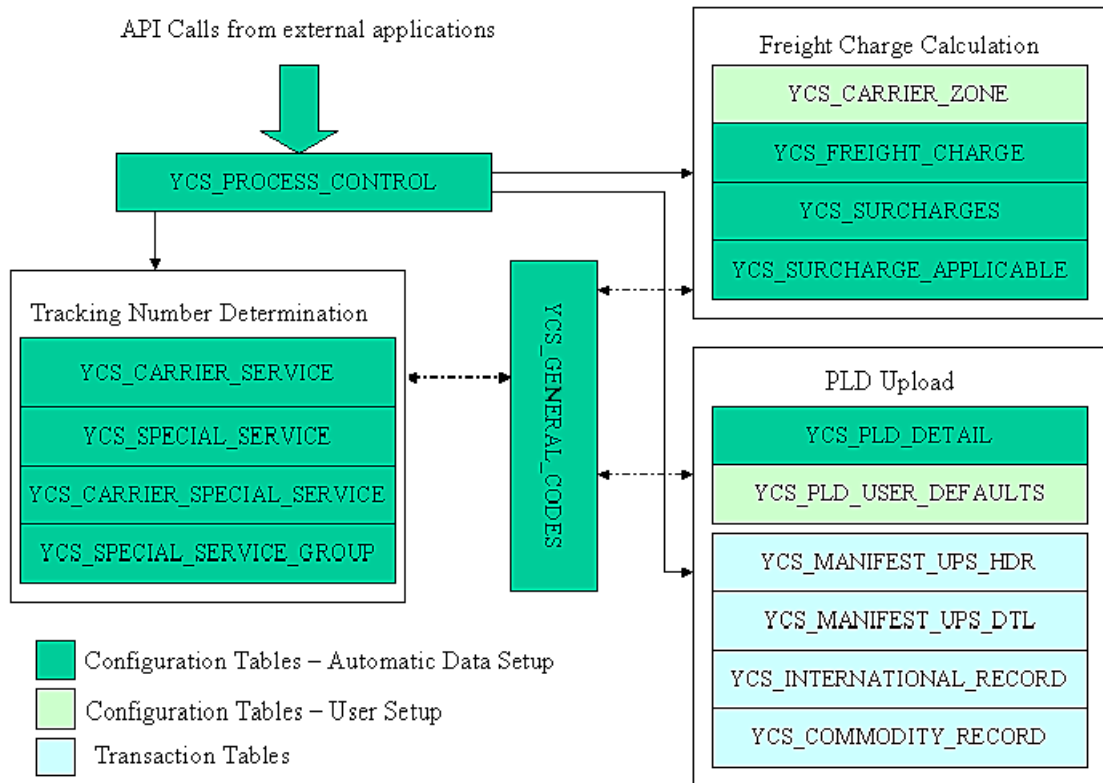 API Calls from external applications
YCS_PROCESS_CONTROL
Freight Charge Calculation
YCS_CARRIER_ZONE
YCS_FREIGHT_CHARGE
YCS_SURCHARGES
YCS_SURCHARGE_APPLICABLE
Tracking Number Determination
YCS_CARRIER_SERVICE
YCS_SPECIAL_SERVICE
YCS_CARRIER_SPECIAL_SERVICE
YCS_SPECIAL_SERVICE_GROUP
YCS_GENERAL_CODES
PLD Upload
YCS_PLD_DETAIL
YCS_PLD_USER_DEFAULTS
YCS_MANIFEST_UPS_HDR
YCS_MANIFEST_UPS_DTL
YCS_INTERNATIONAL_RECORD
YCS_COMMODITY_RECORD
Configuration Tables – Automatic Data Setup
Configuration Tables – User Setup
Transaction Tables